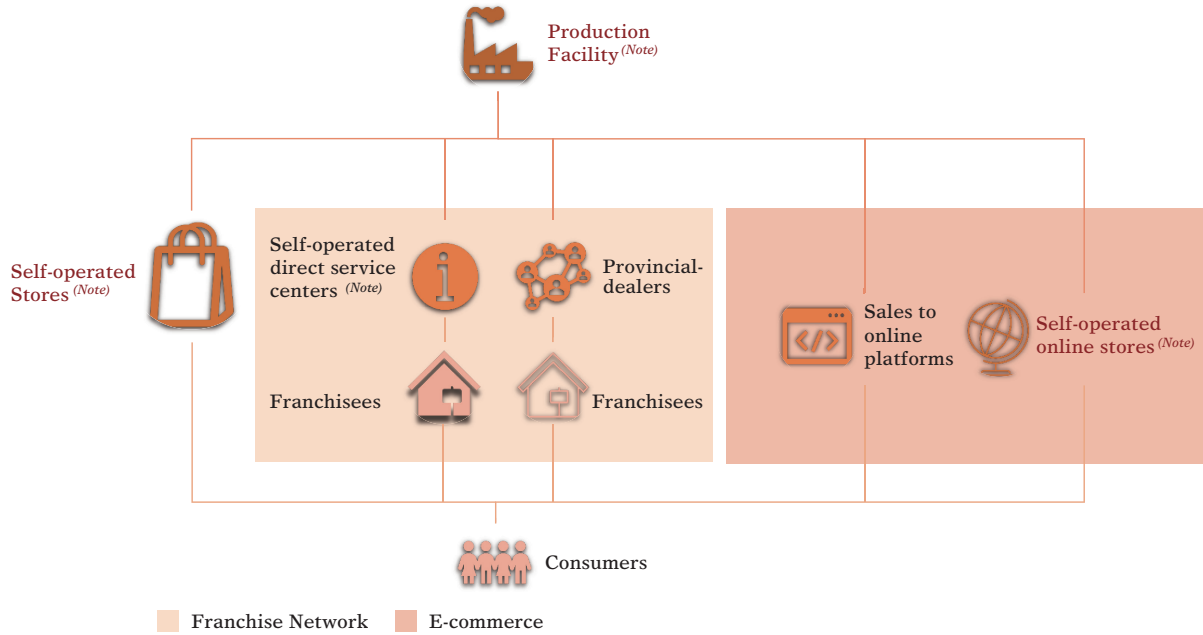 Production
Facility (Note)
Self-operated
Stores (Note)
Self-operated
direct service
centers (Note)
Provincial-
dealers
Sales to
online
platforms
Self-operated
online stores (Note)
Franchisees
Franchisees
Consumers
Franchise Network
E-commerce